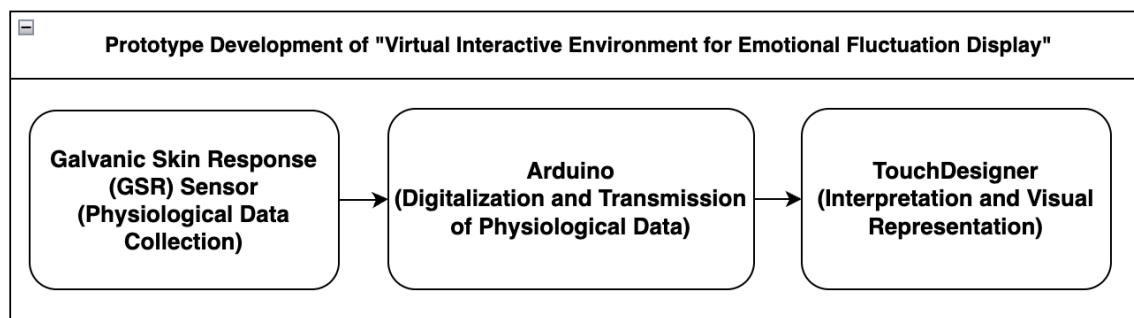 Prototype Development of "Virtual Interactive Environment for Emotional Fluctuation Display"
Galvanic Skin Response
(GSR) Sensor
(Physiological Data
Collection)
Arduino
(Digitalization and Transmission
of Physiological Data)
TouchDesigner
(Interpretation and Visual
Representation)